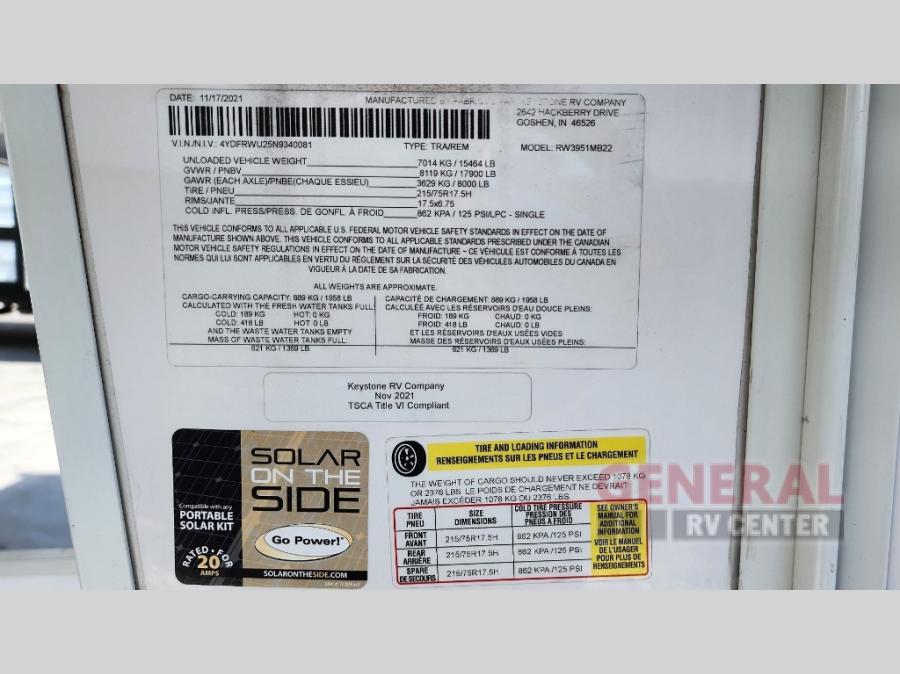 DATE: 11/17/2021
MANUFACTURED BY KEYSTONE RV COMPANY
2642 HACKBERRY DRIVE
GOSHEN, IN 46526
V.I.N./N.I.V.: 4YDFRWU25N9340081 TYPE: TRA/REM MODEL: RW3951MB22
UNLOADED VEHICLE WEIGHT 7014 KG / 15464 LB
GVWR / PNBV 8119 KG / 17900 LB
GAWR (EACH AXLE)/PNBE(CHAQUE ESSIEU) 3629 KG / 8000 LB
TIRE / PNEU 215/75R17.5H
RIMS/JANTE 17.5x6.75
COLD INFL. PRESS/PRESS. DE GONFL. À FROID 862 KPA / 125 PSI/LPC - SINGLE
THIS VEHICLE CONFORMS TO ALL APPLICABLE U.S. FEDERAL MOTOR VEHICLE SAFETY STANDARDS IN EFFECT ON THE DATE OF
MANUFACTURE SHOWN ABOVE. THIS VEHICLE CONFORMS TO ALL APPLICABLE STANDARDS PRESCRIBED UNDER THE CANADIAN
MOTOR VEHICLE SAFETY REGULATIONS IN EFFECT ON THE DATE OF MANUFACTURE ~ CE VÉHICULE EST CONFORME À TOUTES LES
NORMES QUI LUI SONT APPLICABLES EN VERTU DU RÈGLEMENT SUR LA SÉCURITÉ DES VÉHICULES AUTOMOBILES DU CANADA EN
VIGUEUR À LA DATE DE SA FABRICATION.
ALL WEIGHTS ARE APPROXIMATE.
CARGO-CARRYING CAPACITY: 889 KG / 1958 LB
CALCULATED WITH THE FRESH WATER TANKS FULL:
COLD: 189 KG HOT: 0 KG
COLD: 418 LB HOT: 0 LB
AND THE WASTE WATER TANKS EMPTY
MASS OF WASTE WATER TANKS FULL:
621 KG / 1369 LB
CAPACITÉ DE CHARGEMENT: 889 KG / 1958 LB
CALCULÉE AVEC LES RÉSERVOIRS D'EAU DOUCE PLEINS:
FROID: 189 KG CHAUD: 0 KG
FROID: 418 LB CHAUD: 0 LB
ET LES RÉSERVOIRS D'EAUX USÉES VIDES
MASSE DES RÉSERVOIRS D'EAUX USÉES PLEINS:
621 KG / 1369 LB
Keystone RV Company
Nov 2021
TSCA Title VI Compliant
SOLAR
ON THE
SIDE
Compatible with any
PORTABLE
SOLAR KIT
Go Power!
RATED FOR
20
AMPS
SOLARONTHESIDE.COM
TIRE AND LOADING INFORMATION
RENSEIGNEMENTS SUR LES PNEUS ET LE CHARGEMENT
THE WEIGHT OF CARGO SHOULD NEVER EXCEED 1078 KG
OR 2376 LBS. LE POIDS DE CHARGEMENT NE DEVRAIT
JAMAIS EXCÉDER 1078 KG OU 2376 LBS.
TIRE
PNEU
SIZE
DIMENSIONS
COLD TIRE PRESSURE
PRESSION DES
PNEUS A FROID
FRONT
AVANT
215/75R17.5H 862 KPA /125 PSI
REAR
ARRIÈRE
215/75R17.5H 862 KPA /125 PSI
SPARE
DE SECOURS
215/75R17.5H 862 KPA /125 PSI
SEE OWNER'S
MANUAL FOR
ADDITIONAL
INFORMATION
VOIR LE MANUEL
DE L'USAGER
POUR PLUS DE
RENSEIGNEMENTS
GENERAL
RV CENTER